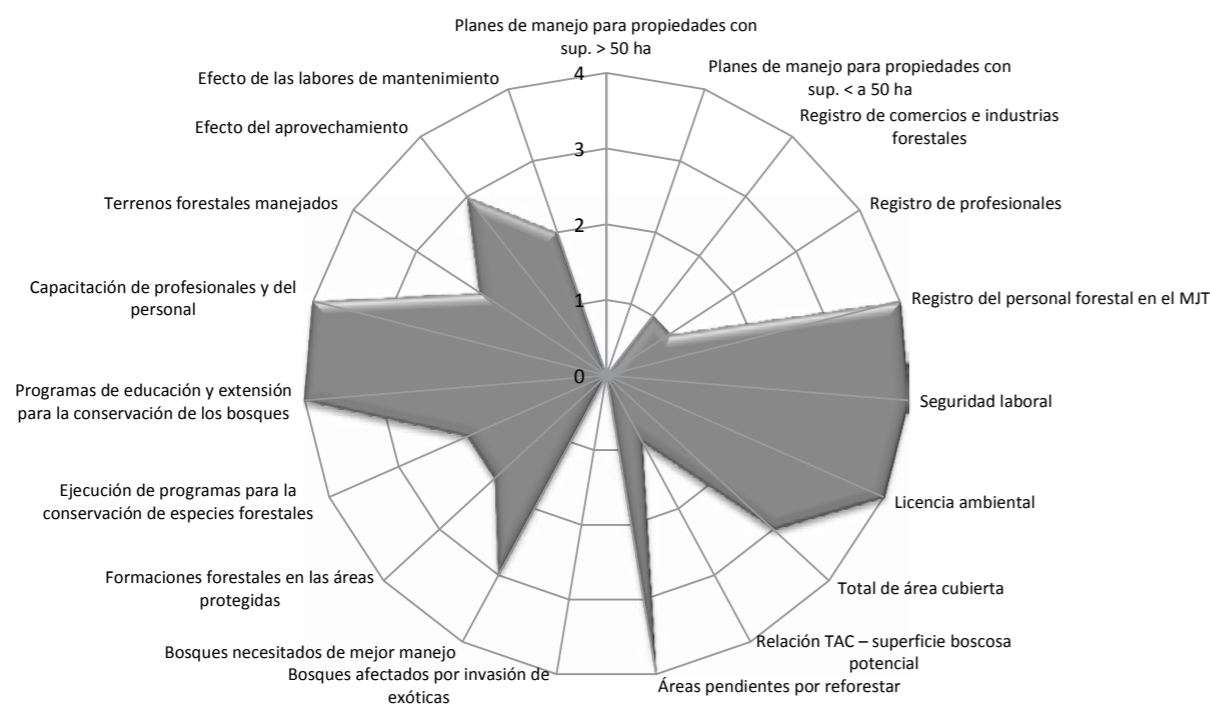 Planes de manejo para propiedades con
sup. > 50 ha
Planes de manejo para propiedades con
sup. < a 50 ha
Registro de comercios e industrias
forestales
Registro de profesionales
Registro del personal forestal en el MJT
Seguridad laboral
Licencia ambiental
Total de área cubierta
Relación TAC – superficie boscosa
potencial
Áreas pendientes por reforestar
Bosques afectados por invasión de
exóticas
Bosques necesitados de mejor manejo
Formaciones forestales en las áreas
protegidas
Ejecución de programas para la
conservación de especies forestales
Programas de educación y extensión
para la conservación de los bosques
Capacitación de profesionales y del
personal
Terrenos forestales manejados
Efecto del aprovechamiento
Efecto de las labores de mantenimiento
4
3
2
1
0